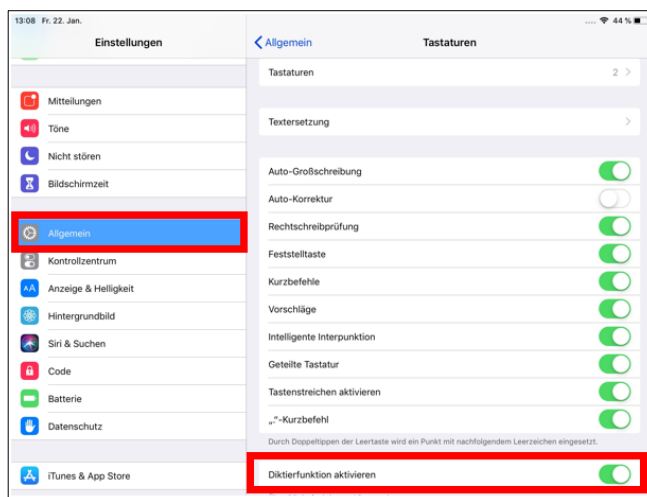 13:08 Fr. 22. Jan.
44 %
Einstellungen
Allgemein
Tastaturen
Mitteilungen
Töne
Nicht stören
Bildschirmzeit
Allgemein
Kontrollzentrum
Anzeige & Helligkeit
Hintergrundbild
Siri & Suchen
Code
Batterie
Datenschutz
iTunes & App Store
Tastaturen 2
Textersetzung
Auto-Großschreibung
Auto-Korrektur
Rechtschreibprüfung
Feststelltaste
Kurzbefehle
Vorschläge
Intelligente Interpunktion
Geteilte Tastatur
Tastenstreichen aktivieren
„.“-Kurzbefehl
Durch Doppeltippen der Leertaste wird ein Punkt mit nachfolgendem Leerzeichen eingesetzt.
Diktierfunktion aktivieren